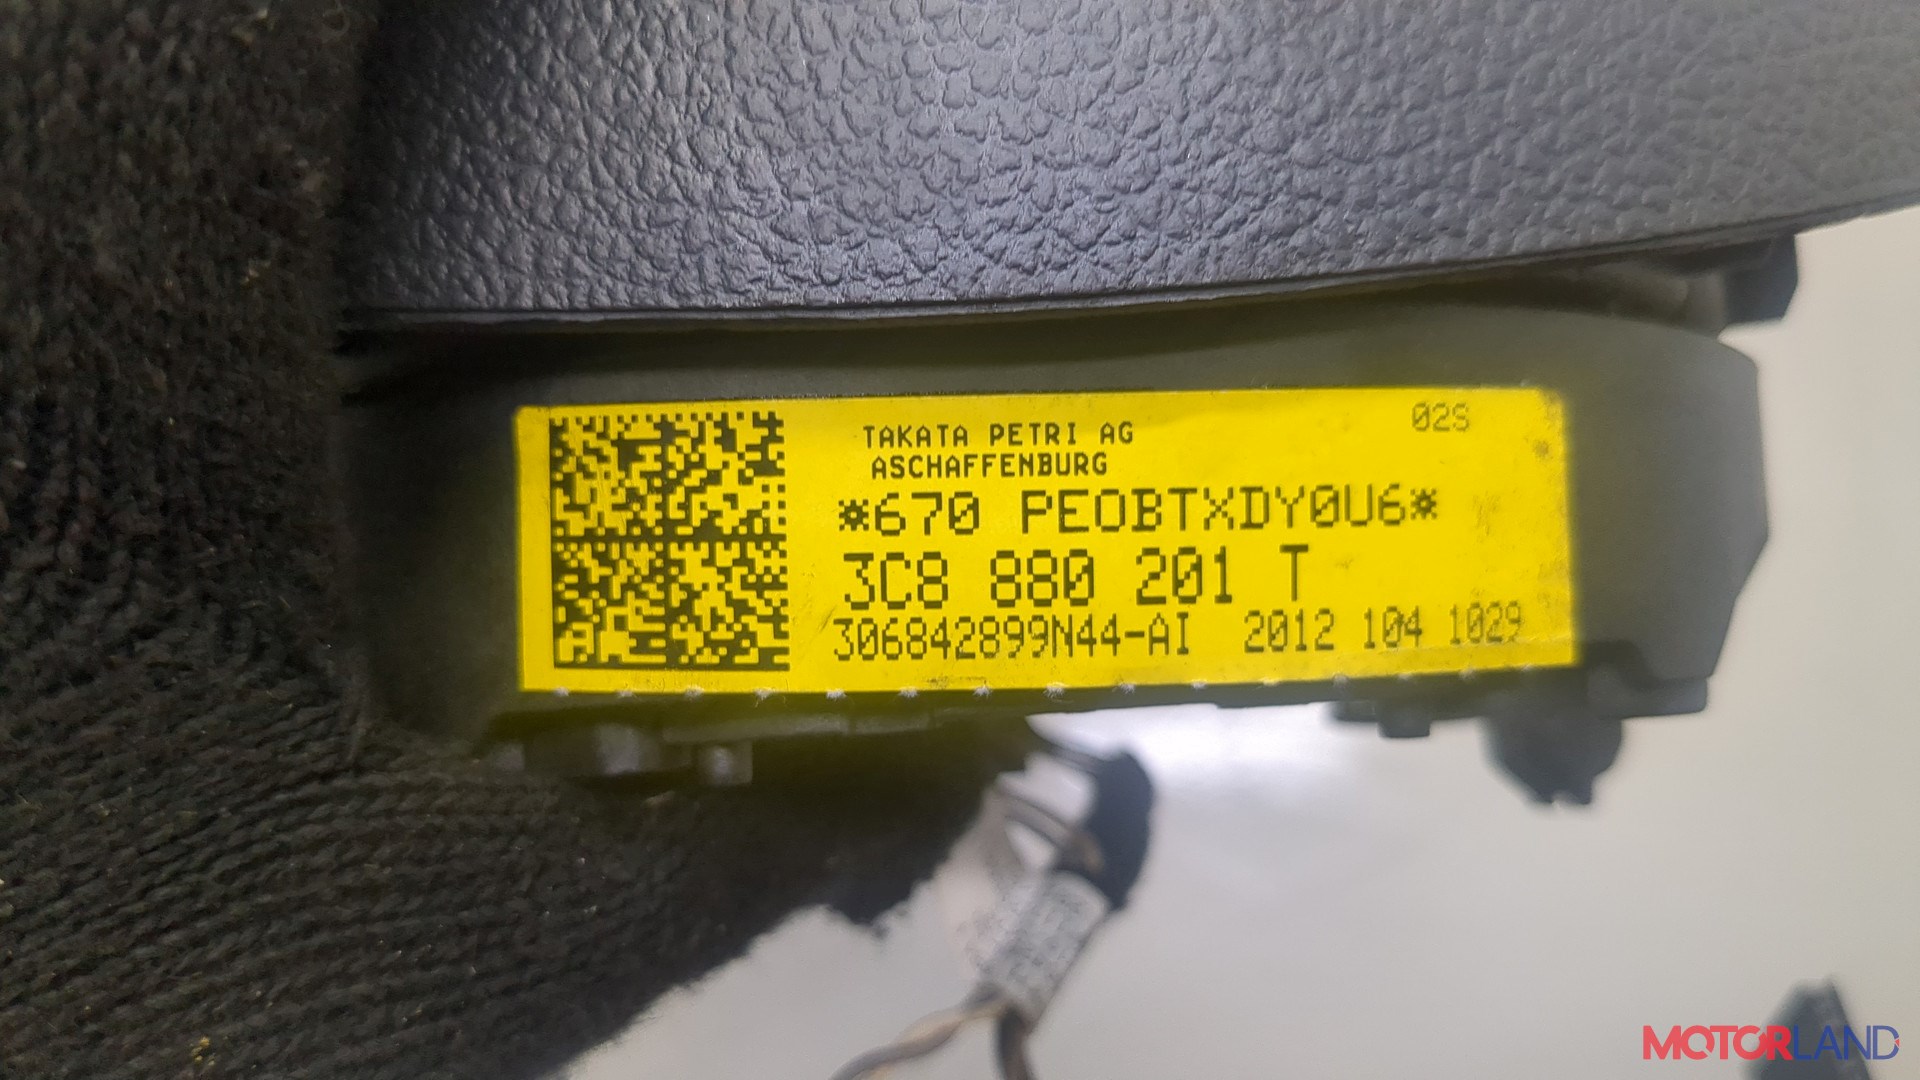 02S
TAKATA PETRI AG
ASCHAFFENBURG
*670 PEOBTXDY0U6*
3C8 880 201 T
306842899N44-AI 2012 104 1029
MOTORLAND